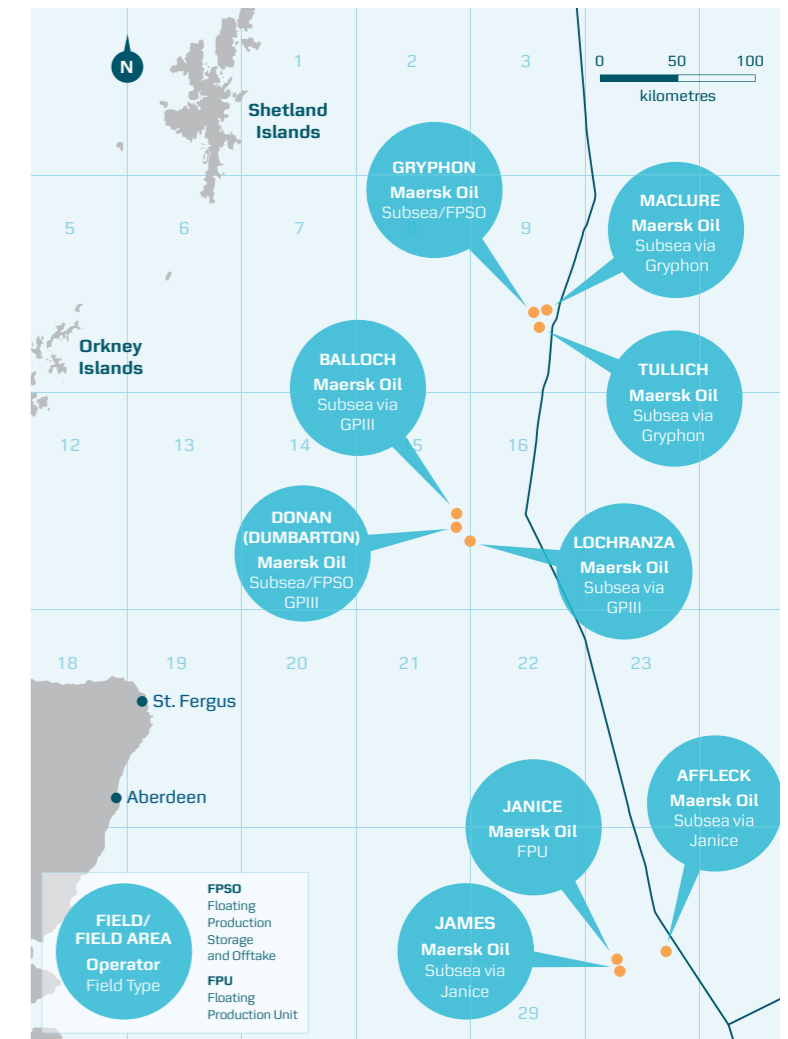 N
Shetland
Islands
1
2
3
0
50
100
kilometres
GRYPHON
Maersk Oil
Subsea/FPSO
MACLURE
Maersk Oil
Subsea via
Gryphon
5
6
7
8
9
Orkney
Islands
BALLOCH
Maersk Oil
Subsea via
GPIII
TULLICH
Maersk Oil
Subsea via
Gryphon
12
13
14
15
16
DONAN
(DUMBARTON)
Maersk Oil
Subsea/FPSO
GPIII
LOCHRANZA
Maersk Oil
Subsea via
GPIII
18
19
20
21
22
23
St. Fergus
Aberdeen
JANICE
Maersk Oil
FPU
AFFLECK
Maersk Oil
Subsea via
Janice
JAMES
Maersk Oil
Subsea via
Janice
29
FIELD/
FIELD AREA
Operator
Field Type
FPSO
Floating
Production
Storage
and Offtake
FPU
Floating
Production Unit